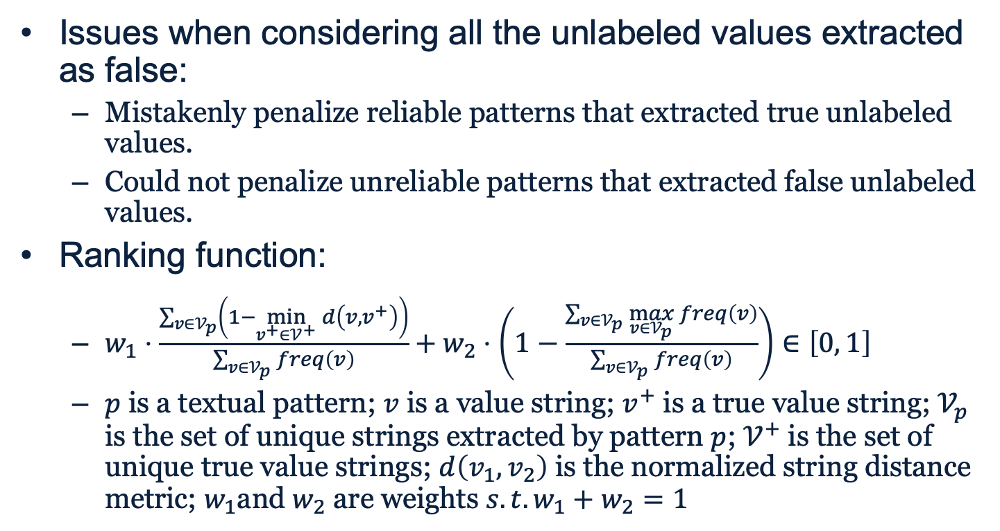 • Issues when considering all the unlabeled values extracted
as false:
– Mistakenly penalize reliable patterns that extracted true unlabeled
values.
– Could not penalize unreliable patterns that extracted false unlabeled
values.
• Ranking function:
– $w_1 \cdot \frac{\sum_{v \in \mathcal{V}_p} \left(1 - \min_{v^+ \in \mathcal{V}^+} d(v,v^+)\right)}{\sum_{v \in \mathcal{V}_p} freq(v)} + w_2 \cdot \left(1 - \frac{\sum_{v \in \mathcal{V}_p} \max_{v \in \mathcal{V}_p} freq(v)}{\sum_{v \in \mathcal{V}_p} freq(v)}\right) \in [0, 1]$
– $p$ is a textual pattern; $v$ is a value string; $v^+$ is a true value string; $\mathcal{V}_p$
is the set of unique strings extracted by pattern $p$; $\mathcal{V}^+$ is the set of
unique true value strings; $d(v_1, v_2)$ is the normalized string distance
metric; $w_1$and $w_2$ are weights $s.t. w_1 + w_2 = 1$